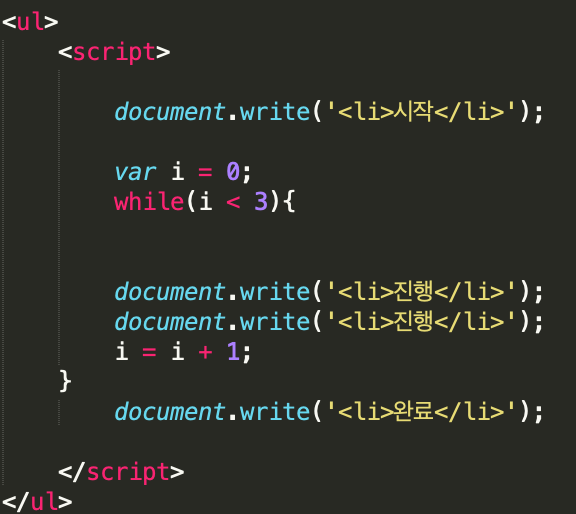 <ul>
<script>
document.write('<li>시작</li>');
var i = 0;
while(i < 3){
document.write('<li>진행</li>');
document.write('<li>진행</li>');
i = i + 1;
}
document.write('<li>완료</li>');
</script>
</ul>